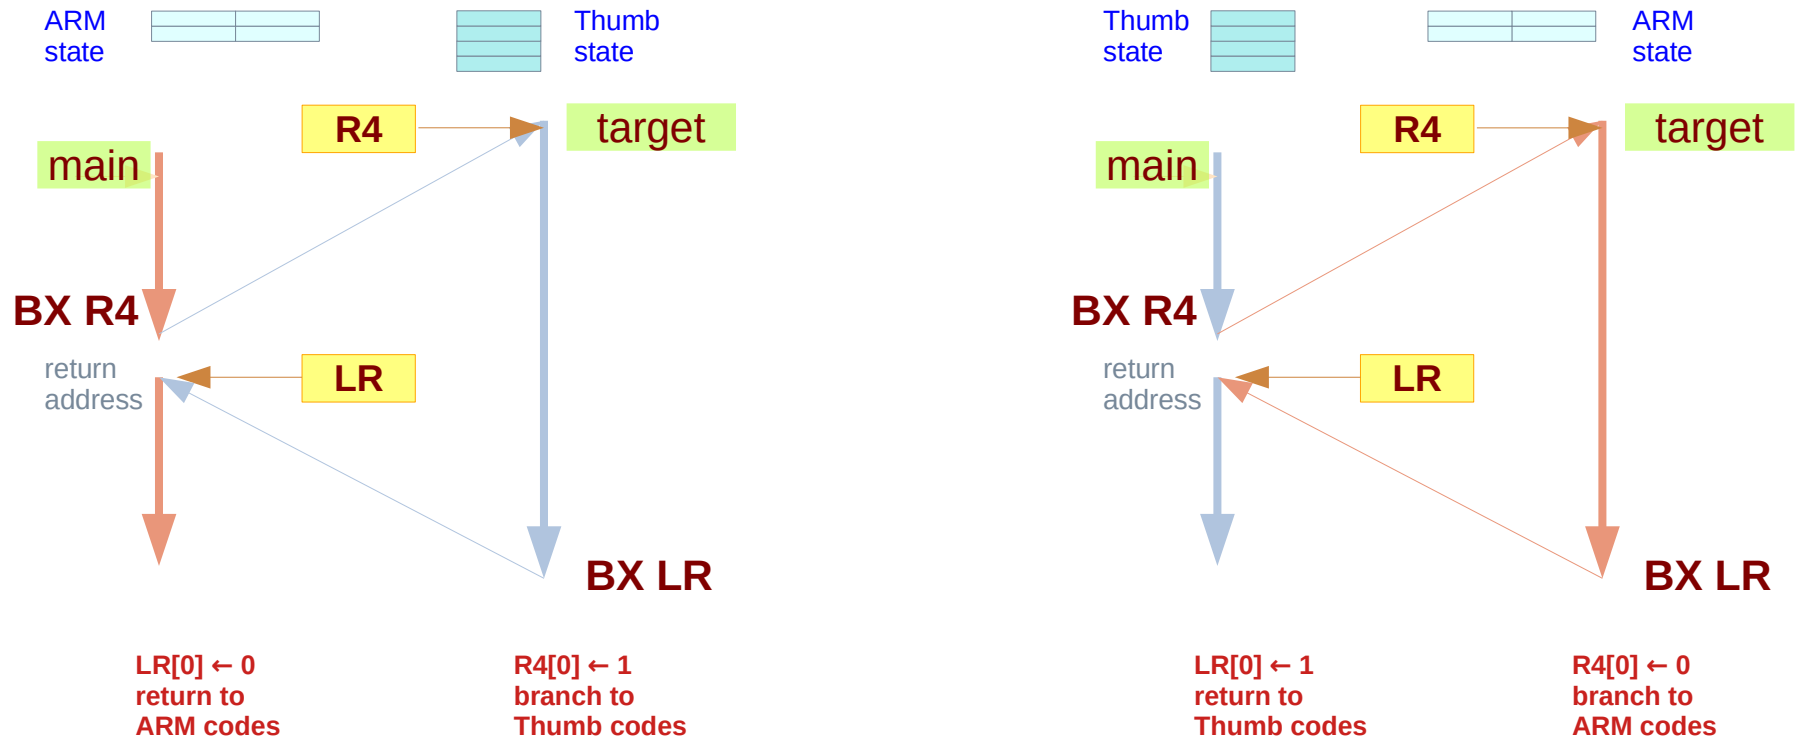 ARM
state
Thumb
state
R4
target
main
BX R4
return
address
LR
BX LR
LR[0] ← 0
return to
ARM codes
R4[0] ← 1
branch to
Thumb codes
Thumb
state
ARM
state
R4
target
main
BX R4
return
address
LR
BX LR
LR[0] ← 1
return to
Thumb codes
R4[0] ← 0
branch to
ARM codes